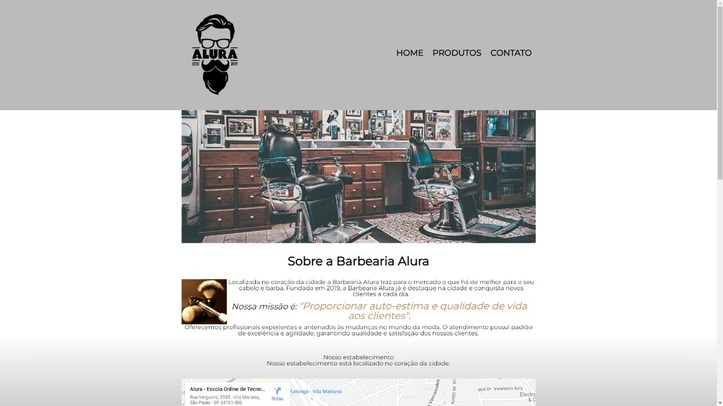 ALURA
ESTD 2019
HOME PRODUTOS CONTATO
Sobre a Barbearia Alura
Localizada no coração da cidade a Barbearia Alura traz para o mercado o que há de melhor para o seu
cabelo e barba. Fundada em 2019, a Barbearia Alura já é destaque na cidade e conquista novos
clientes a cada dia.
Nossa missão é: "Proporcionar auto-estima e qualidade de vida
aos clientes".
Oferecemos profissionais experientes e antenados às mudanças no mundo da moda. O atendimento possui padrão
de excelência e agilidade, garantindo qualidade e satisfação dos nossos clientes.
Nosso estabelecimento
Nosso estabelecimento está localizado no coração da cidade.
Alura - Escola Online de Tecno...
Rua Vergueiro, 3185 - Vila Mariana,
São Paulo - SP, 04101-300
Rotas
Kalunga - Vila Mariana